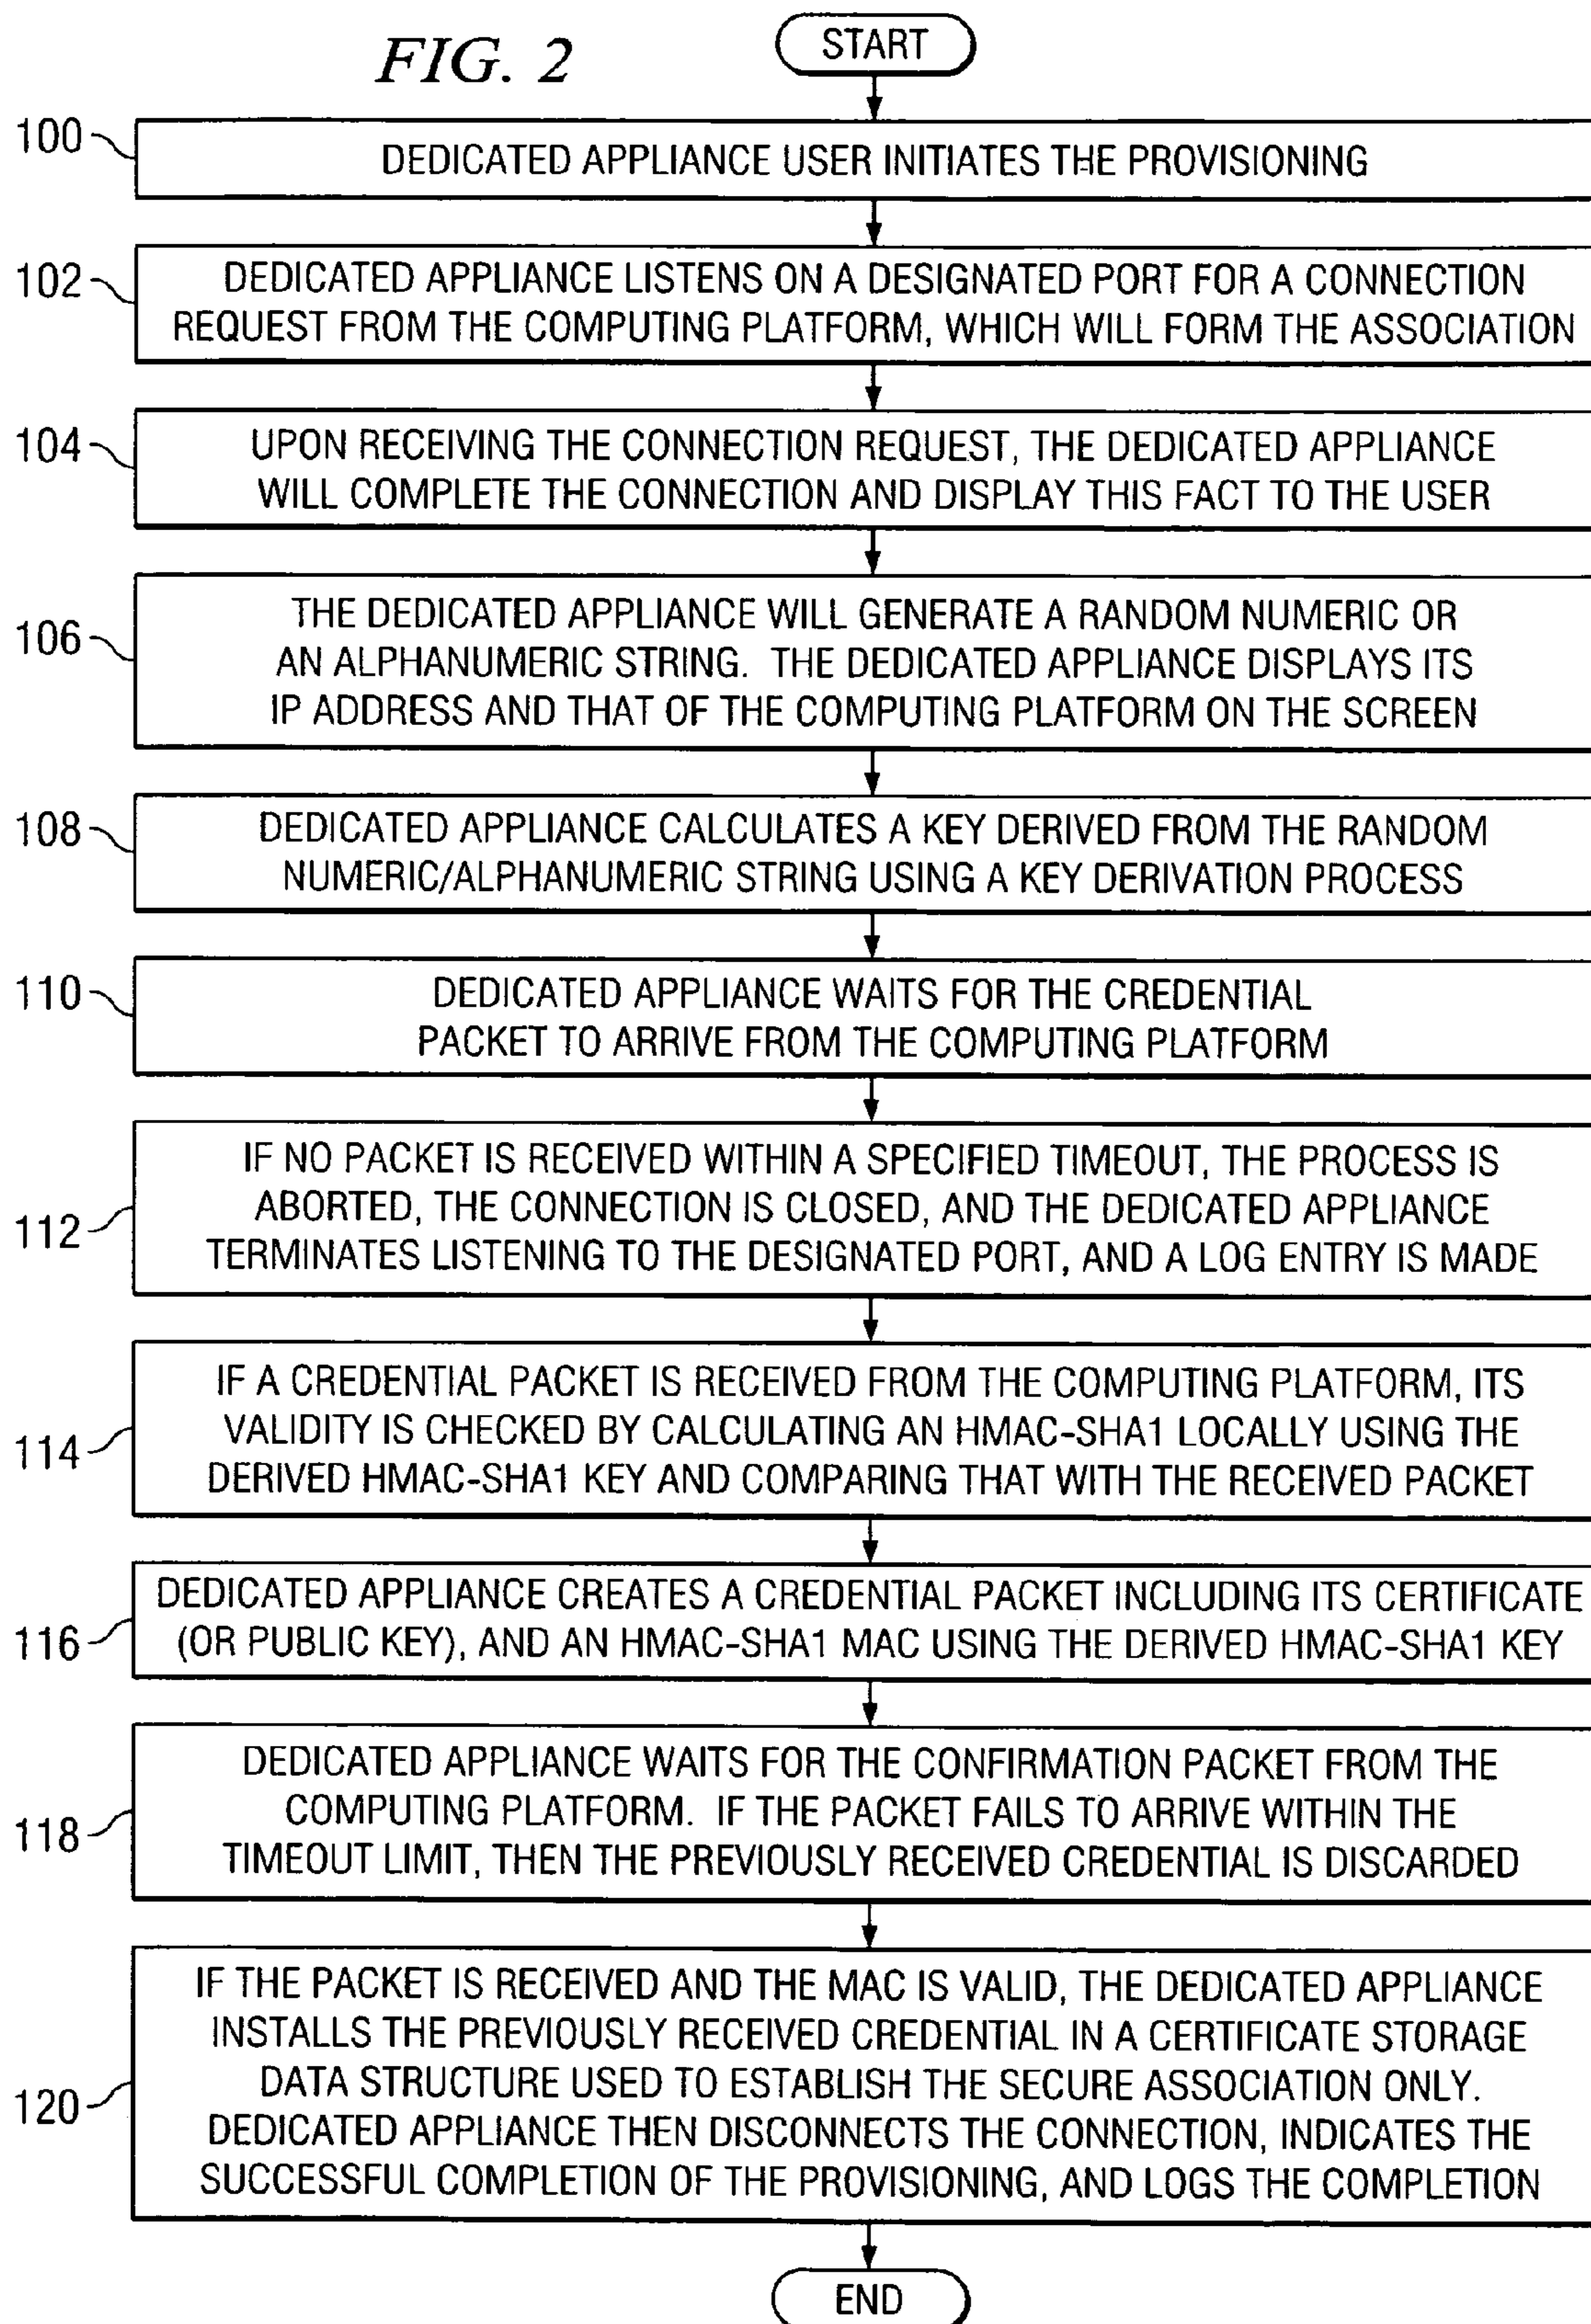 FIG. 2
START
100
DEDICATED APPLIANCE USER INITIATES THE PROVISIONING
102
DEDICATED APPLIANCE LISTENS ON A DESIGNATED PORT FOR A CONNECTION
REQUEST FROM THE COMPUTING PLATFORM, WHICH WILL FORM THE ASSOCIATION
104
UPON RECEIVING THE CONNECTION REQUEST, THE DEDICATED APPLIANCE
WILL COMPLETE THE CONNECTION AND DISPLAY THIS FACT TO THE USER
106
THE DEDICATED APPLIANCE WILL GENERATE A RANDOM NUMERIC OR
AN ALPHANUMERIC STRING. THE DEDICATED APPLIANCE DISPLAYS ITS
IP ADDRESS AND THAT OF THE COMPUTING PLATFORM ON THE SCREEN
108
DEDICATED APPLIANCE CALCULATES A KEY DERIVED FROM THE RANDOM
NUMERIC/ALPHANUMERIC STRING USING A KEY DERIVATION PROCESS
110
DEDICATED APPLIANCE WAITS FOR THE CREDENTIAL
PACKET TO ARRIVE FROM THE COMPUTING PLATFORM
112
IF NO PACKET IS RECEIVED WITHIN A SPECIFIED TIMEOUT, THE PROCESS IS
ABORTED, THE CONNECTION IS CLOSED, AND THE DEDICATED APPLIANCE
TERMINATES LISTENING TO THE DESIGNATED PORT, AND A LOG ENTRY IS MADE
114
IF A CREDENTIAL PACKET IS RECEIVED FROM THE COMPUTING PLATFORM, ITS
VALIDITY IS CHECKED BY CALCULATING AN HMAC-SHA1 LOCALLY USING THE
DERIVED HMAC-SHA1 KEY AND COMPARING THAT WITH THE RECEIVED PACKET
116
DEDICATED APPLIANCE CREATES A CREDENTIAL PACKET INCLUDING ITS CERTIFICATE
(OR PUBLIC KEY), AND AN HMAC-SHA1 MAC USING THE DERIVED HMAC-SHA1 KEY
118
DEDICATED APPLIANCE WAITS FOR THE CONFIRMATION PACKET FROM THE
COMPUTING PLATFORM. IF THE PACKET FAILS TO ARRIVE WITHIN THE
TIMEOUT LIMIT, THEN THE PREVIOUSLY RECEIVED CREDENTIAL IS DISCARDED
120
IF THE PACKET IS RECEIVED AND THE MAC IS VALID, THE DEDICATED APPLIANCE
INSTALLS THE PREVIOUSLY RECEIVED CREDENTIAL IN A CERTIFICATE STORAGE
DATA STRUCTURE USED TO ESTABLISH THE SECURE ASSOCIATION ONLY.
DEDICATED APPLIANCE THEN DISCONNECTS THE CONNECTION, INDICATES THE
SUCCESSFUL COMPLETION OF THE PROVISIONING, AND LOGS THE COMPLETION
END